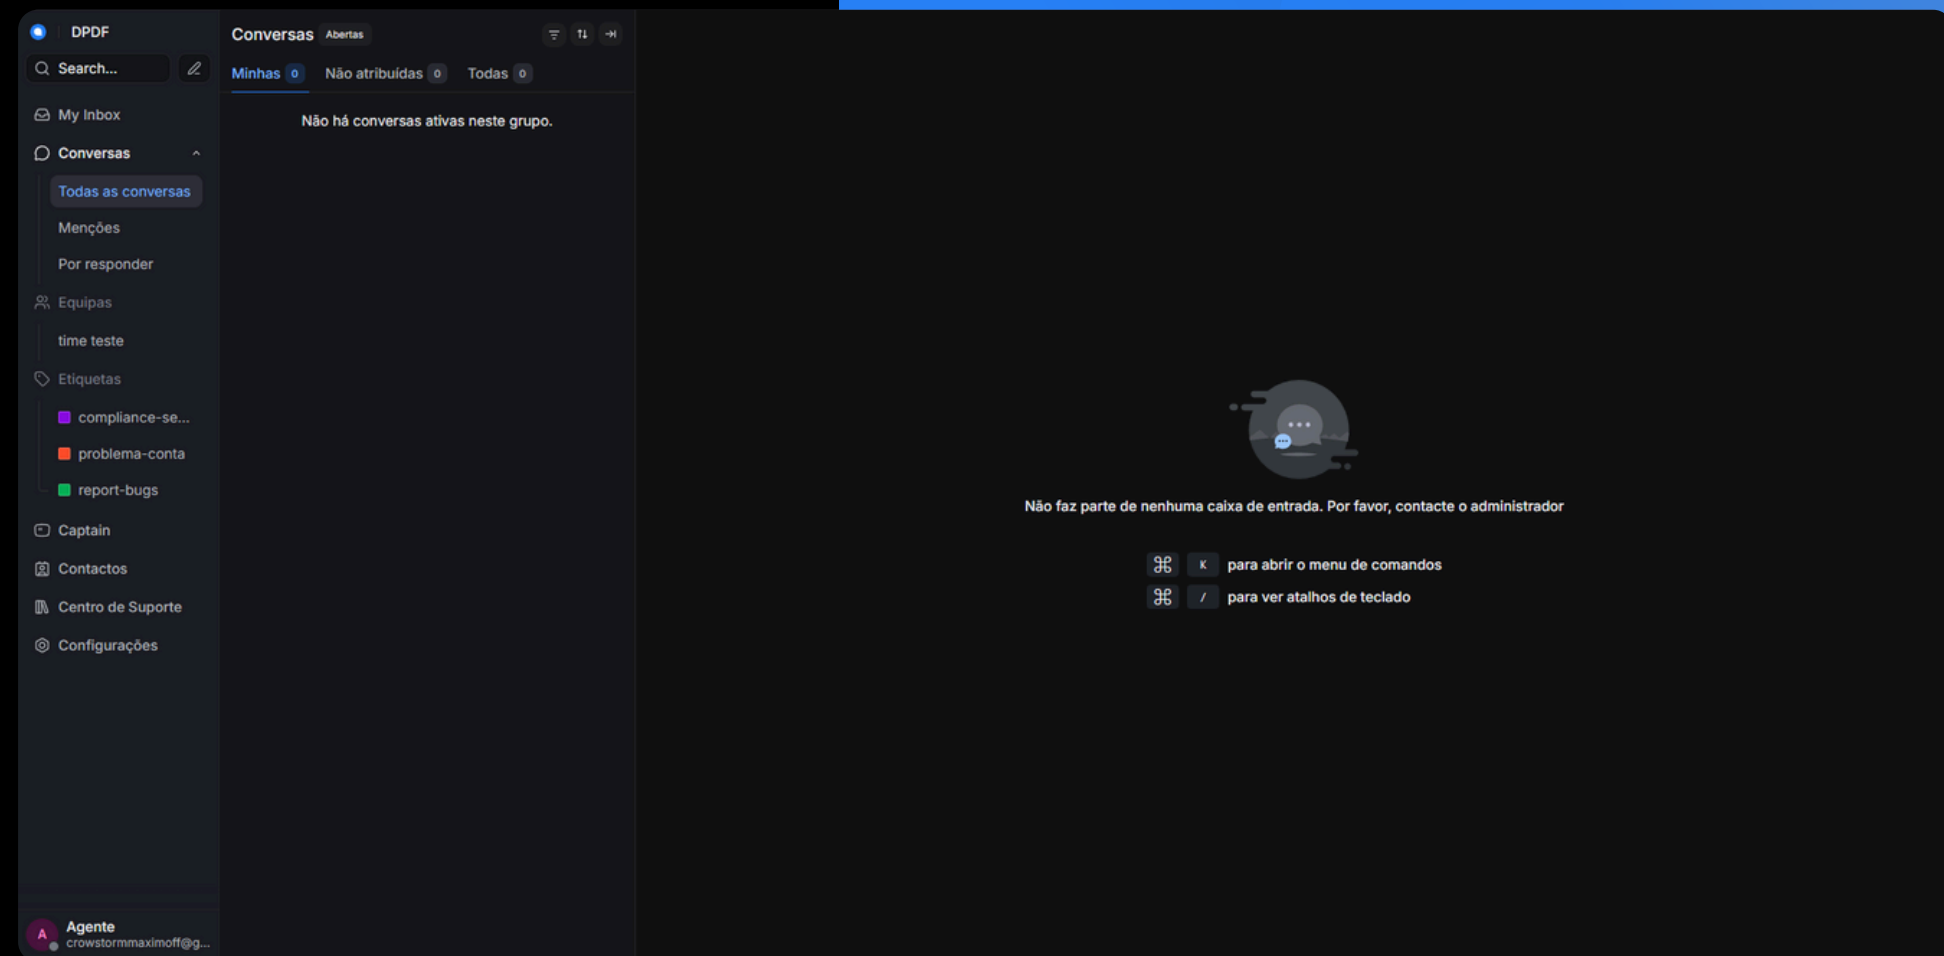 DPDF
Search...
My Inbox
Conversas
Todas as conversas
Menções
Por responder
Equipas
time teste
Etiquetas
compliance-se...
problema-conta
report-bugs
Captain
Contactos
Centro de Suporte
Configurações
A
Agente
crowstormmaximoff@g...
Conversas Abertas
Minhas 0 Não atribuídas 0 Todas 0
Não há conversas ativas neste grupo.
Não faz parte de nenhuma caixa de entrada. Por favor, contacte o administrador
⌘ K para abrir o menu de comandos
⌘ / para ver atalhos de teclado